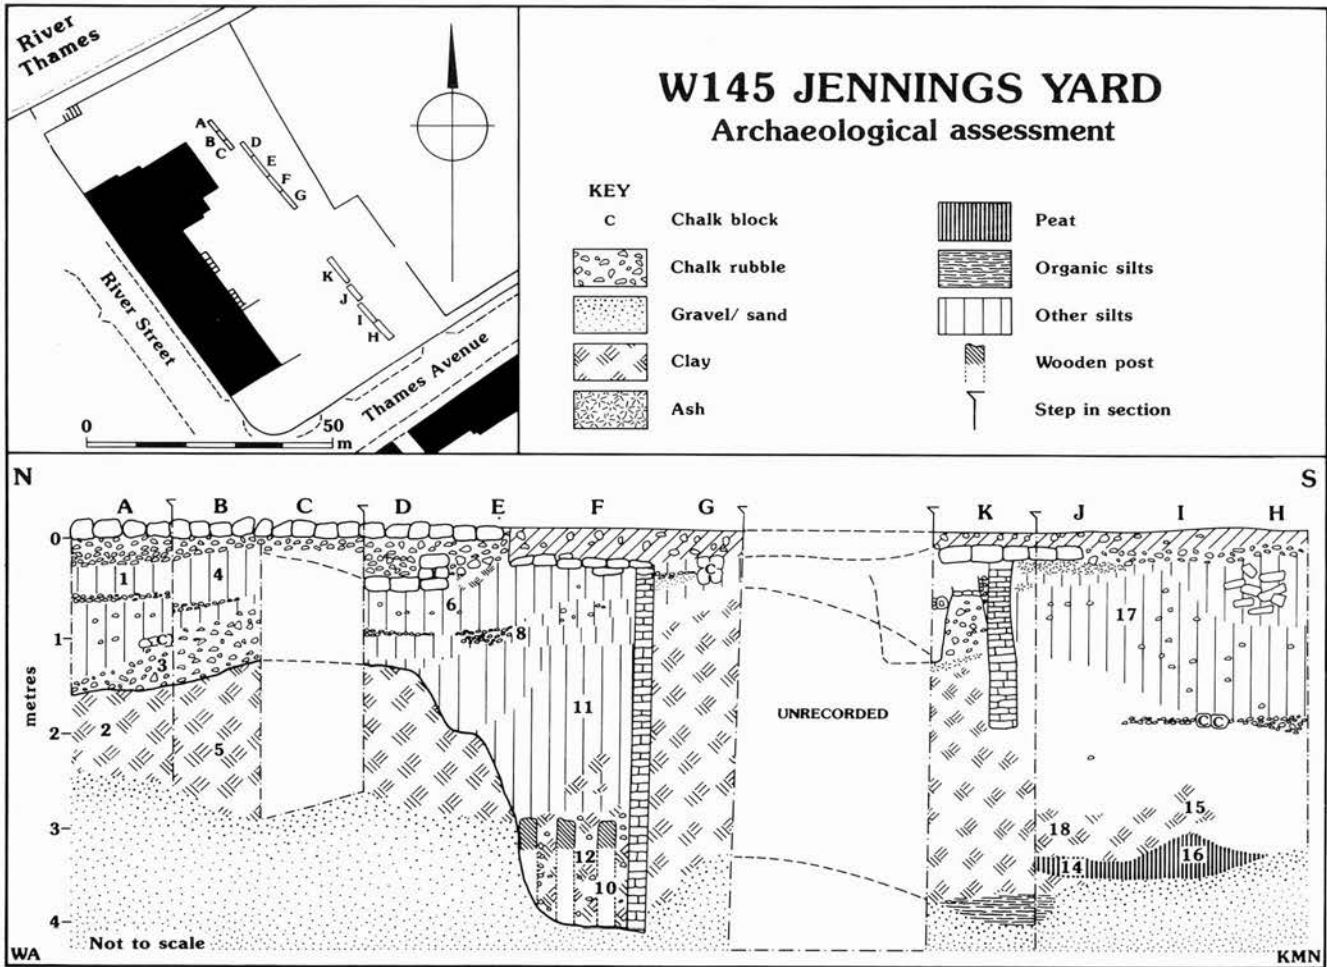 River
Thames
A
B
C
D
E
F
G
K
J
I
H
River Street
Thames Avenue
0 50
m
W145 JENNINGS YARD
Archaeological assessment
KEY
C Chalk block
Chalk rubble
Gravel/ sand
Clay
Ash
Peat
Organic silts
Other silts
Wooden post
Step in section
N S
A B C D E F G K J I H
0
1
2
3
4
metres
1
4
6
8
C
3
2
5
11
12
10
C
UNRECORDED
17
C C
15
18
14
16
Not to scale
WA KMN